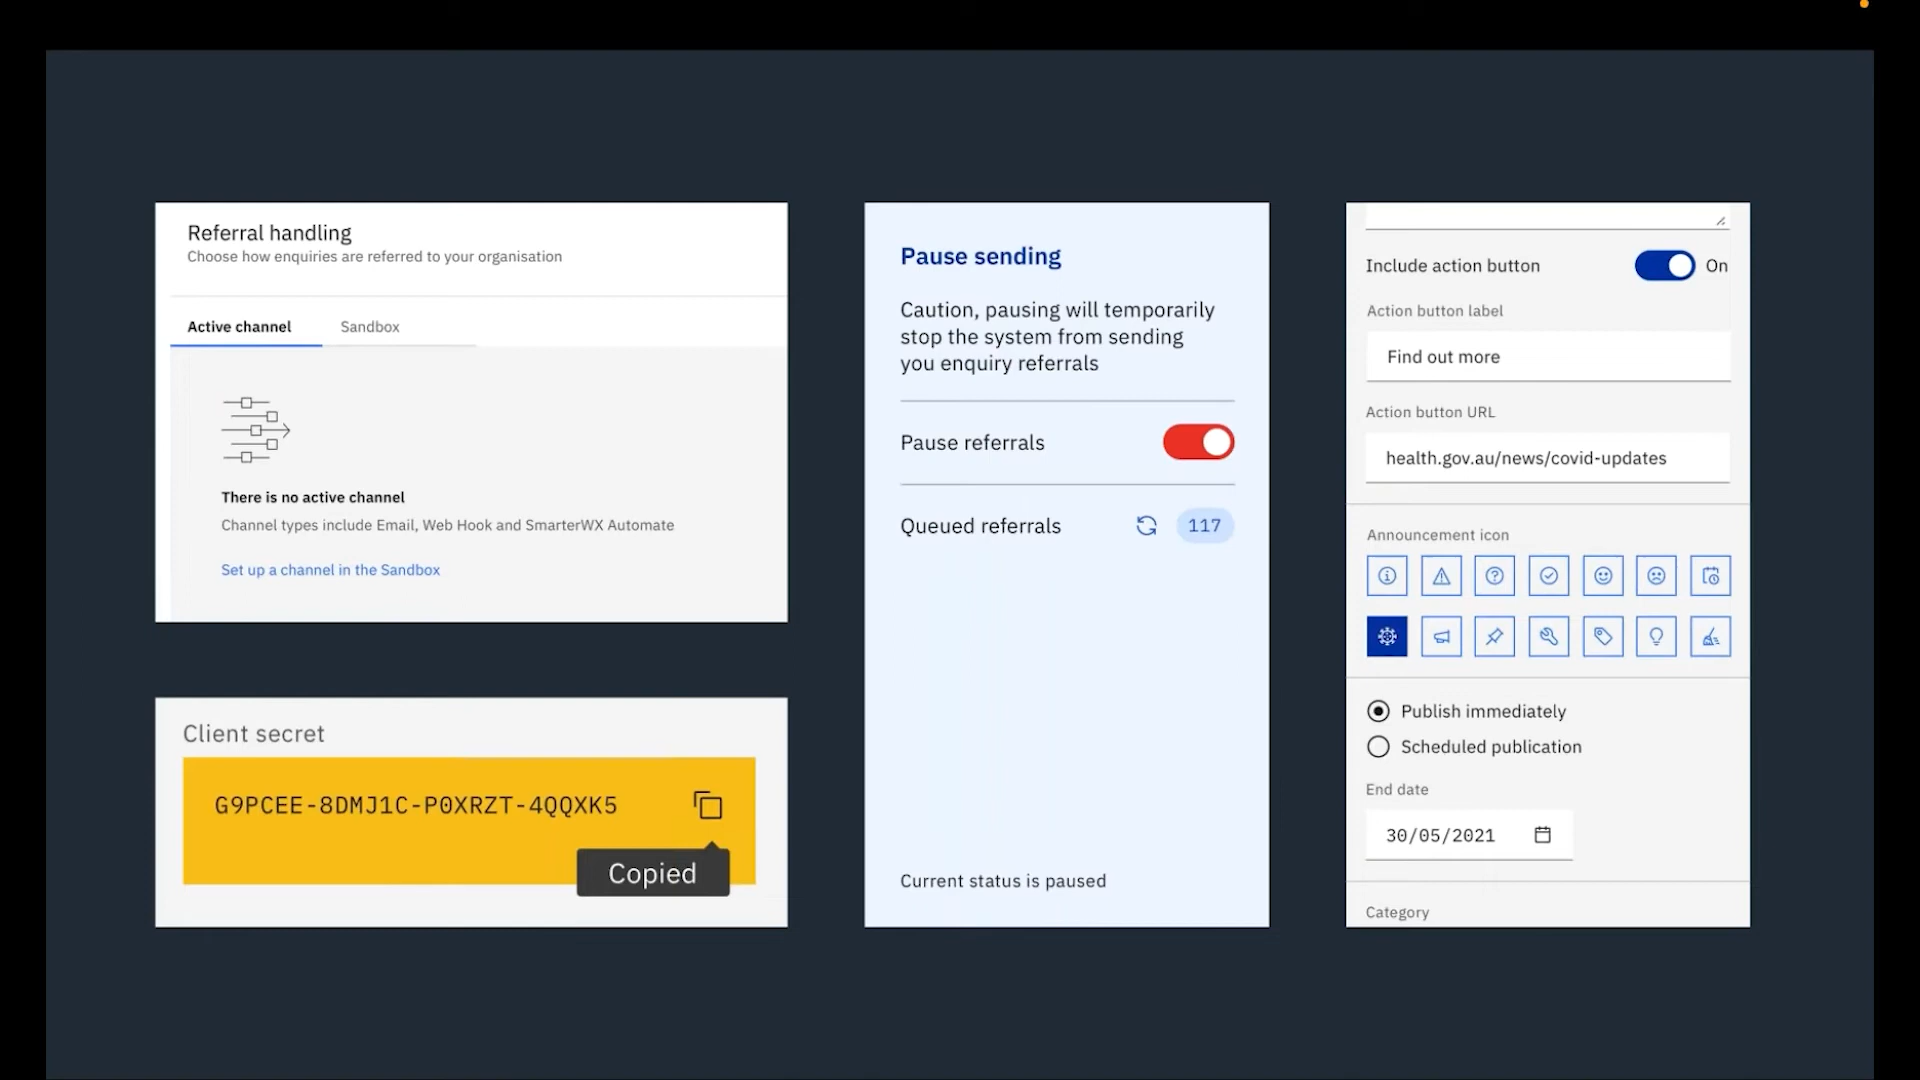 Referral handling
Choose how enquiries are referred to your organisation
Active channel
Sandbox
There is no active channel
Channel types include Email, Web Hook and SmarterWX Automate
Set up a channel in the Sandbox
Client secret
G9PCEE-8DMJ1C-P0XRZT-4QQXK5
Copied
Pause sending
Caution, pausing will temporarily
stop the system from sending
you enquiry referrals
Pause referrals
Queued referrals
117
Current status is paused
Include action button
On
Action button label
Find out more
Action button URL
health.gov.au/news/covid-updates
Announcement icon
Publish immediately
Scheduled publication
End date
30/05/2021
Category